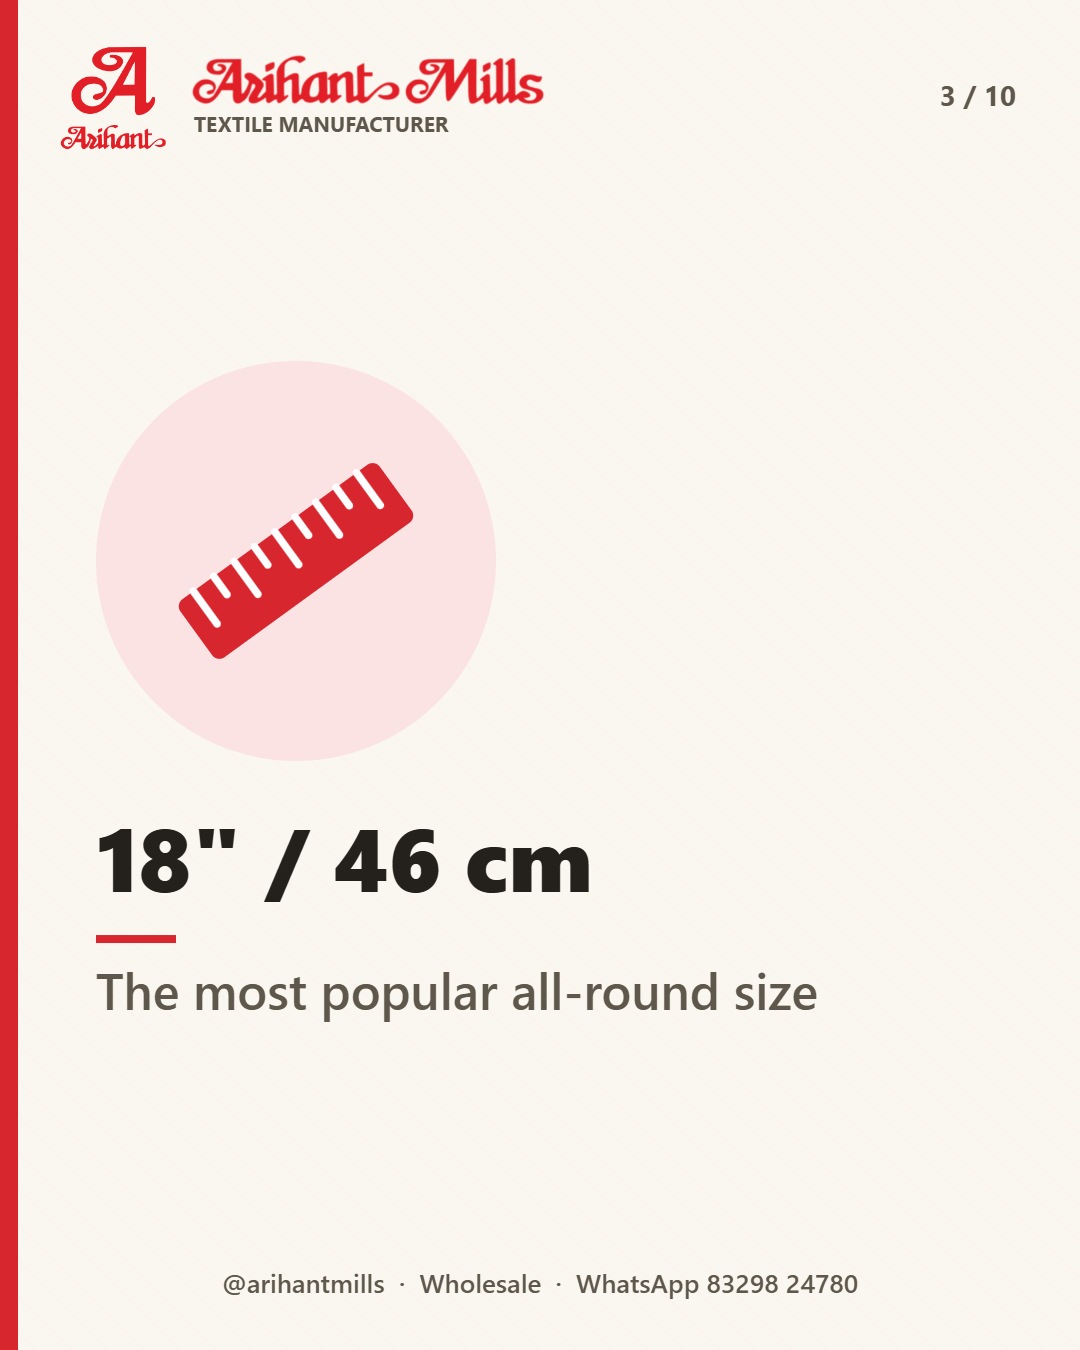 A
Arihant
Arihant Mills
TEXTILE MANUFACTURER
3 / 10
18" / 46 cm
The most popular all-round size
@arihantmills · Wholesale · WhatsApp 83298 24780